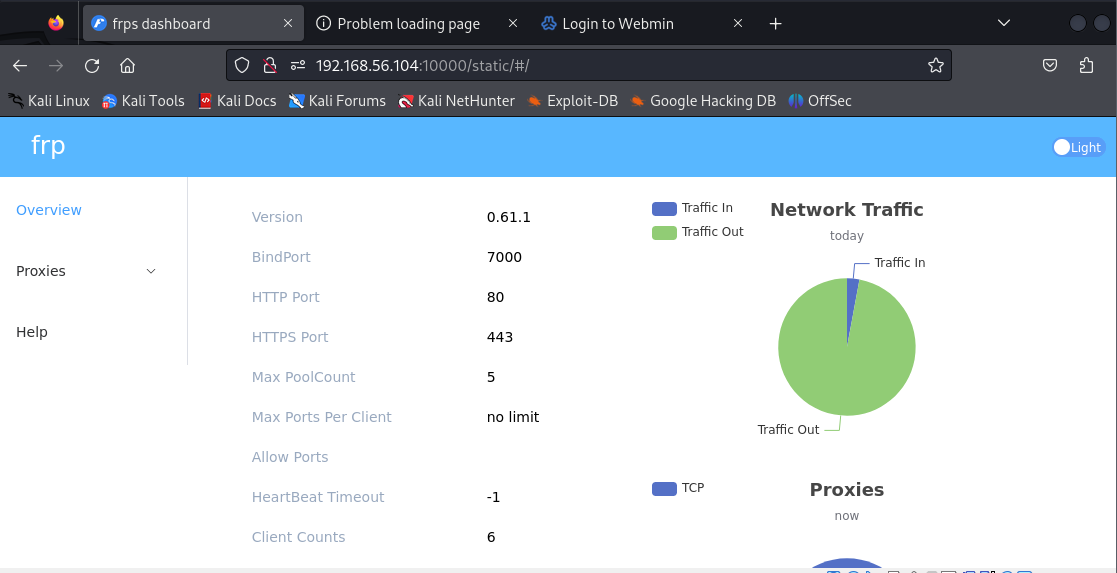 frps dashboard
Problem loading page
Login to Webmin
192.168.56.104:10000/static/#/
Kali Linux
Kali Tools
Kali Docs
Kali Forums
Kali NetHunter
Exploit-DB
Google Hacking DB
OffSec
frp
Light
Overview
Proxies
Help
Version 0.61.1
BindPort 7000
HTTP Port 80
HTTPS Port 443
Max PoolCount 5
Max Ports Per Client no limit
Allow Ports
HeartBeat Timeout -1
Client Counts 6
Traffic In
Traffic Out
Network Traffic
today
Traffic In
Traffic Out
TCP
Proxies
now